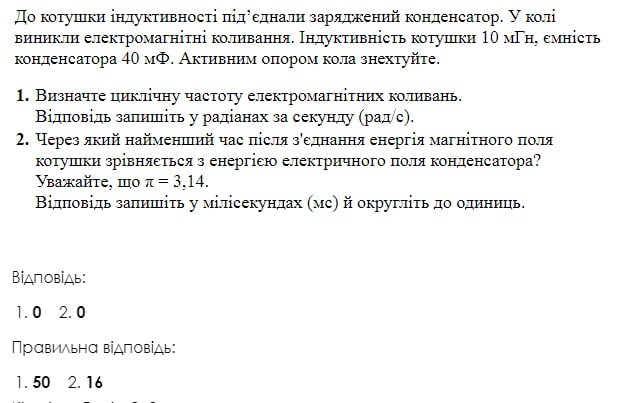 До котушки індуктивності під’єднали заряджений конденсатор. У колі
виникли електромагнітні коливання. Індуктивність котушки 10 мГн, ємність
конденсатора 40 мФ. Активним опором кола знехтуйте.
1. Визначте циклічну частоту електромагнітних коливань.
Відповідь запишіть у радіанах за секунду (рад/с).
2. Через який найменший час після з'єднання енергія магнітного поля
котушки зрівняється з енергією електричного поля конденсатора?
Уважайте, що π = 3,14.
Відповідь запишіть у мілісекундах (мс) й округліть до одиниць.
Відповідь:
1. 0 2. 0
Правильна відповідь:
1. 50 2. 16